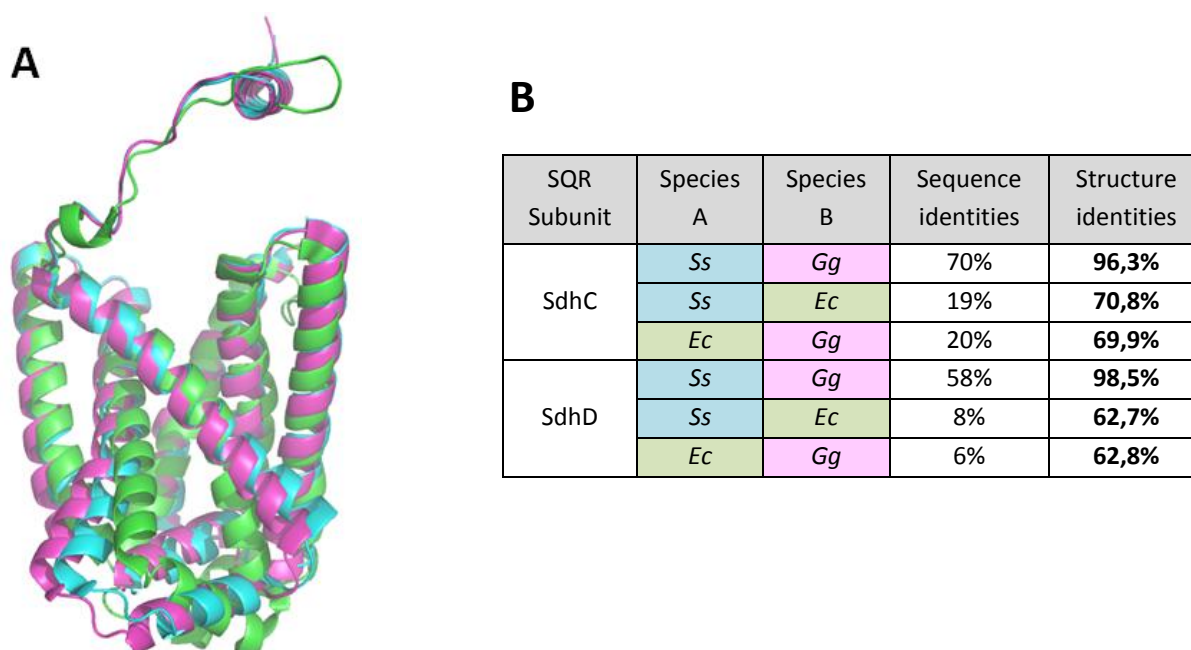 A
B
SQR Subunit Species A Species B Sequence identities Structure identities
SdhC Ss Gg 70% 96,3%
Ss Ec 19% 70,8%
Ec Gg 20% 69,9%
SdhD Ss Gg 58% 98,5%
Ss Ec 8% 62,7%
Ec Gg 6% 62,8%